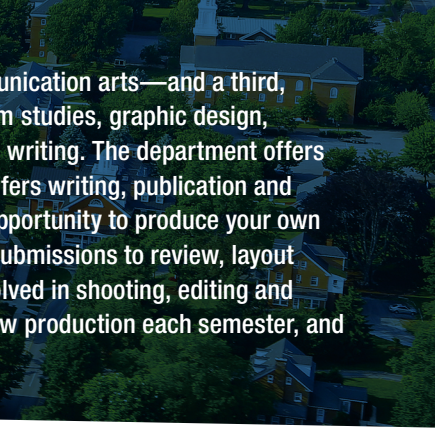 unication arts—and a third,
m studies, graphic design,
writing. The department offers
fers writing, publication and
pportunity to produce your own
ubmissions to review, layout
lved in shooting, editing and
w production each semester, and